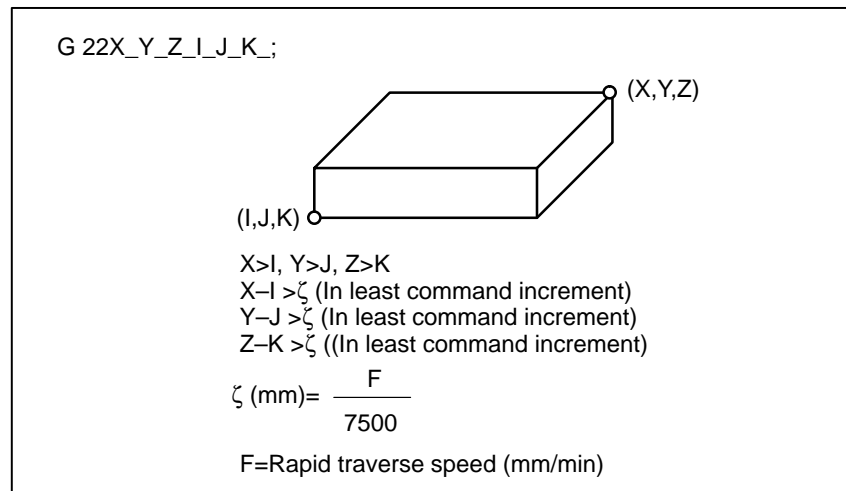 G 22X_Y_Z_I_J_K_;
(X,Y,Z)
(I,J,K)
X>I, Y>J, Z>K
X–I >ζ (In least command increment)
Y–J >ζ (In least command increment)
Z–K >ζ ((In least command increment)
ζ (mm)= F
7500
F=Rapid traverse speed (mm/min)